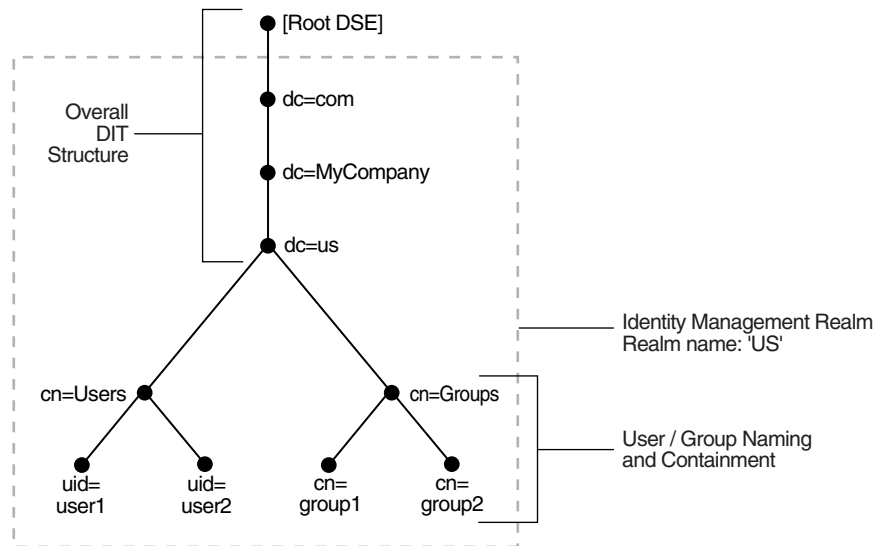 [Root DSE]
dc=com
Overall
DIT
Structure
dc=MyCompany
dc=us
Identity Management Realm
Realm name: 'US'
cn=Users
cn=Groups
User / Group Naming
and Containment
uid=
user1
uid=
user2
cn=
group1
cn=
group2